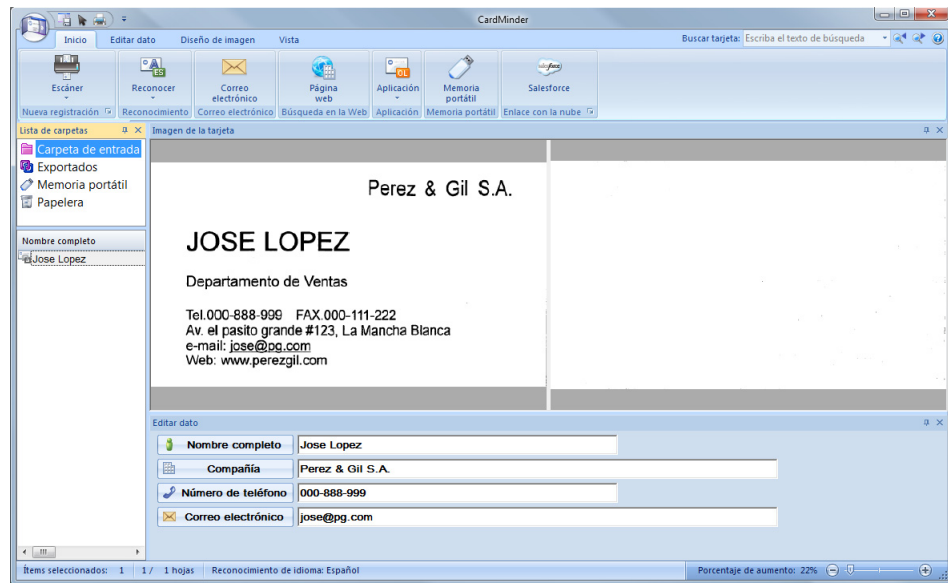 CardMinder
Inicio Editar dato Diseño de imagen Vista
Buscar tarjeta: Escriba el texto de búsqueda
Escáner
Reconocer
Correo electrónico
Página web
Aplicación
Memoria portátil
Salesforce
Nueva registración Reconocimiento Correo electrónico Búsqueda en la Web Aplicación Memoria portátil Enlace con la nube
Lista de carpetas
Carpeta de entrada
Exportados
Memoria portátil
Papelera
Nombre completo
Jose Lopez
Imagen de la tarjeta
Perez & Gil S.A.
JOSE LOPEZ
Departamento de Ventas
Tel.000-888-999 FAX.000-111-222
Av. el pasito grande #123, La Mancha Blanca
e-mail: jose@pg.com
Web: www.perezgil.com
Editar dato
Nombre completo Jose Lopez
Compañía Perez & Gil S.A.
Número de teléfono 000-888-999
Correo electrónico jose@pg.com
Ítems seleccionados: 1 1 / 1 hojas Reconocimiento de idioma: Español Porcentaje de aumento: 22%